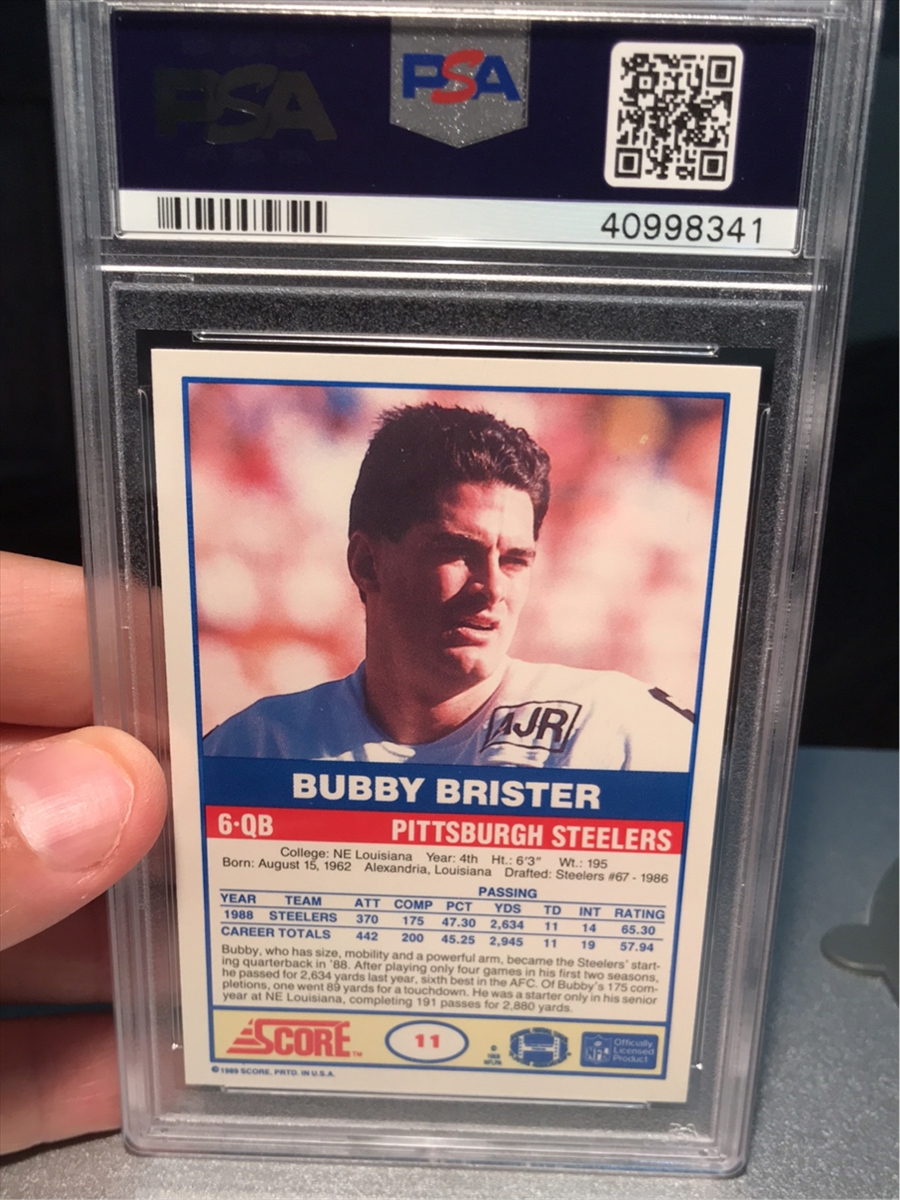 PSA
PSA
40998341
AJR
BUBBY BRISTER
6·QB PITTSBURGH STEELERS
College: NE Louisiana Year: 4th Ht.: 6'3" Wt.: 195
Born: August 15, 1962 Alexandria, Louisiana Drafted: Steelers #67 - 1986
PASSING
YEAR TEAM ATT COMP PCT YDS TD INT RATING
1988 STEELERS 370 175 47.30 2,634 11 14 65.30
CAREER TOTALS 442 200 45.25 2,945 11 19 57.94
Bubby, who has size, mobility and a powerful arm, became the Steelers' start-
ing quarterback in '88. After playing only four games in his first two seasons,
he passed for 2,634 yards last year, sixth best in the AFC. Of Bubby's 175 com-
pletions, one went 89 yards for a touchdown. He was a starter only in his senior
year at NE Louisiana, completing 191 passes for 2,880 yards.
SCORE™ 11
NFL Officially
Licensed
Product
© 1989 SCORE, PRTD. IN U.S.A.